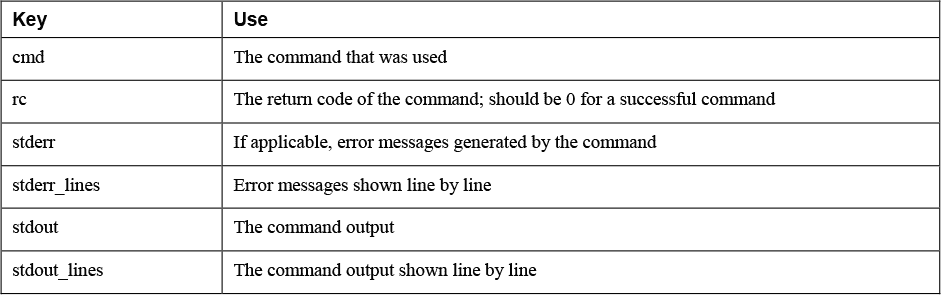 Key Use
cmd The command that was used
rc The return code of the command; should be 0 for a successful command
stderr If applicable, error messages generated by the command
stderr_lines Error messages shown line by line
stdout The command output
stdout_lines The command output shown line by line